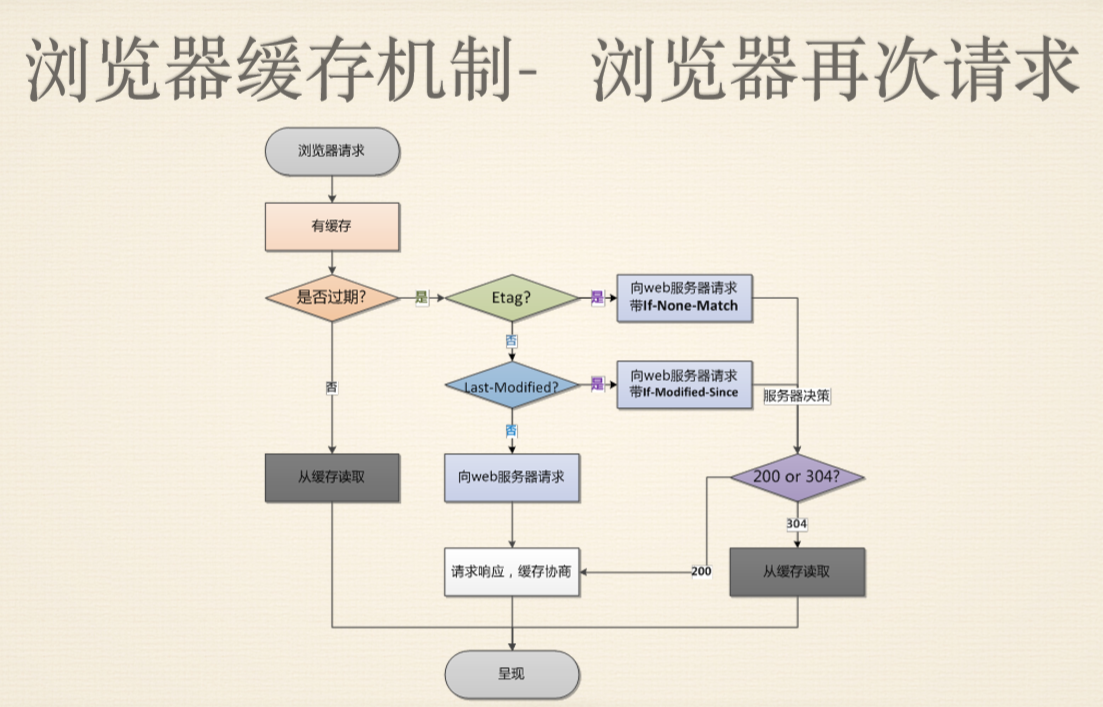 浏览器缓存机制- 浏览器再次请求
浏览器请求
有缓存
是否过期?
是
Etag?
是
向web服务器请求
带If-None-Match
否
否
Last-Modified?
是
向web服务器请求
带If-Modified-Since
服务器决策
否
从缓存读取
向web服务器请求
200 or 304?
304
请求响应，缓存协商
200
从缓存读取
呈现